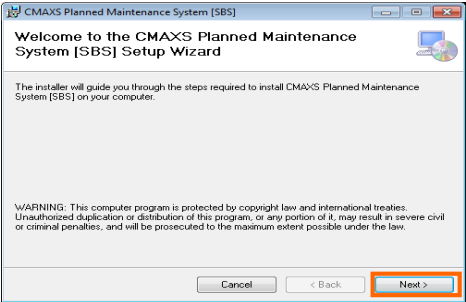 CMAXS Planned Maintenance System [SBS]
Welcome to the CMAXS Planned Maintenance
System [SBS] Setup Wizard
The installer will guide you through the steps required to install CMAXS Planned Maintenance
System [SBS] on your computer.
WARNING: This computer program is protected by copyright law and international treaties.
Unauthorized duplication or distribution of this program, or any portion of it, may result in severe civil
or criminal penalties, and will be prosecuted to the maximum extent possible under the law.
Cancel < Back Next >